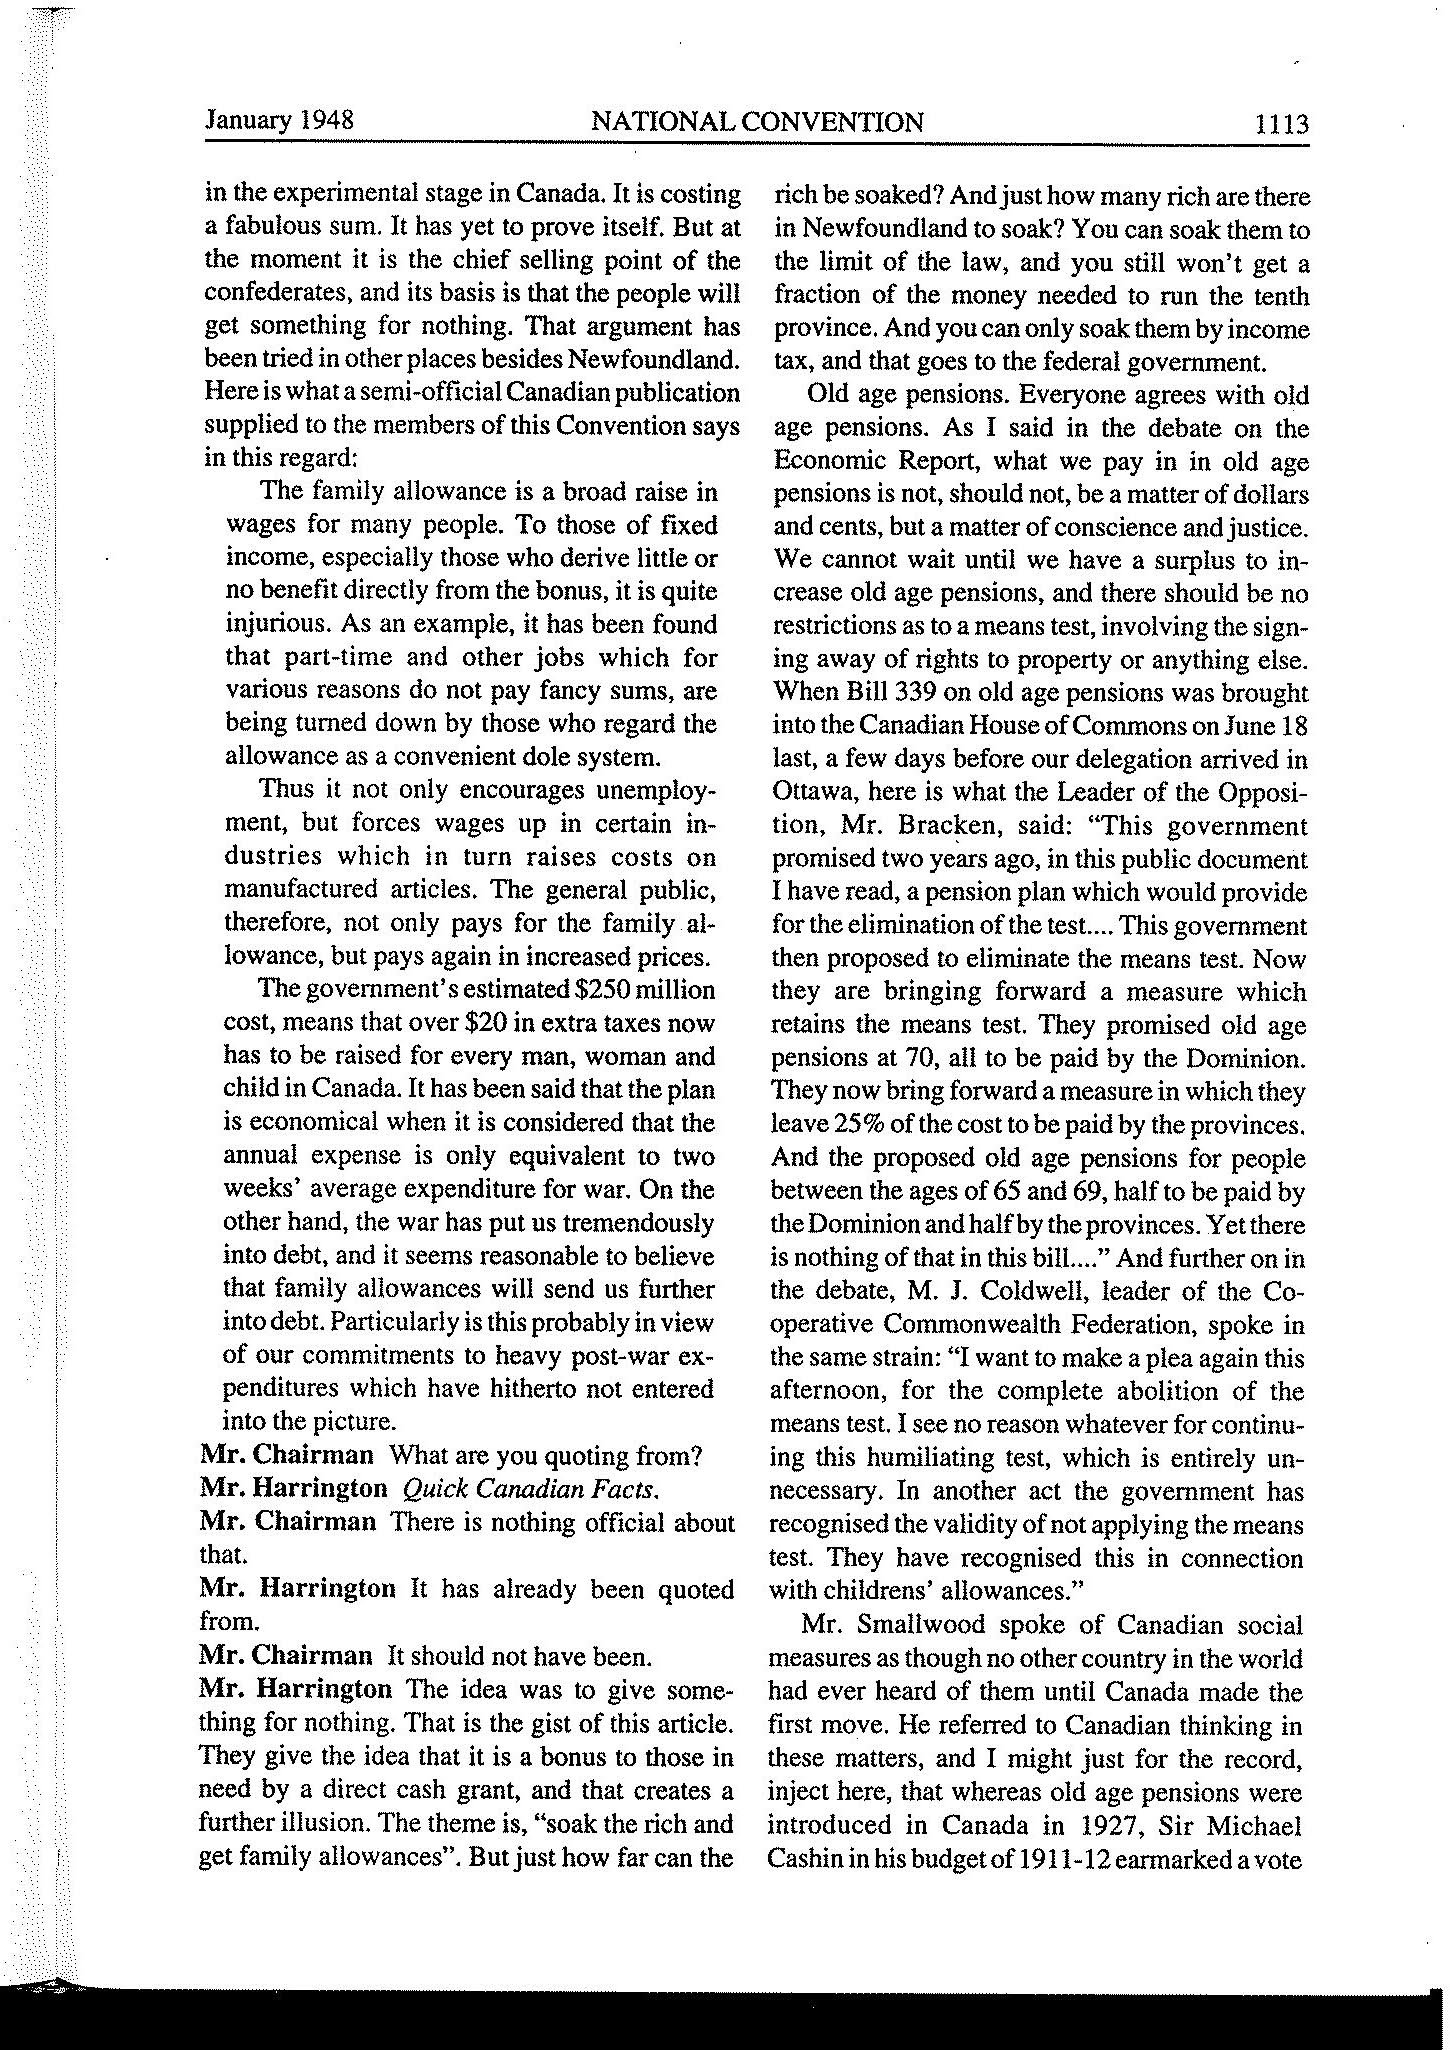 January 1948 NATIONAL CONVENTION 1113
in the experimental stage in Canada. It is costing
a fabulous sum. It has yet to prove itself. But at
the moment it is the chief selling point of the
confederates, and its basis is that the people will
get something for nothing. That argument has
been tried in other places besides Newfoundland.
Here is what a semi-official Canadian publication
supplied to the members of this Convention says
in this regard:
The family allowance is a broad raise in
wages for many people. To those of fixed
income, especially those who derive little or
no benefit directly from the bonus, it is quite
injurious. As an example, it has been found
that part-time and other jobs which for
various reasons do not pay fancy sums, are
being turned down by those who regard the
allowance as a convenient dole system.
Thus it not only encourages unemploy-
ment, but forces wages up in certain in-
dustries which in turn raises costs on
manufactured articles. The general public,
therefore, not only pays for the family al-
lowance, but pays again in increased prices.
The government's estimated $250 million
cost, means that over $20 in extra taxes now
has to be raised for every man, woman and
child in Canada. It has been said that the plan
is economical when it is considered that the
annual expense is only equivalent to two
weeks' average expenditure for war. On the
other hand, the war has put us tremendously
into debt, and it seems reasonable to believe
that family allowances will send us further
into debt. Particularly is this probably in view
of our commitments to heavy post-war ex-
penditures which have hitherto not entered
into the picture.
Mr. Chairman What are you quoting from?
Mr. Harrington Quick Canadian Facts.
Mr. Chairman There is nothing official about
that.
Mr. Harrington It has already been quoted
from.
Mr. Chairman It should not have been.
Mr. Harrington The idea was to give some-
thing for nothing. That is the gist of this article.
They give the idea that it is a bonus to those in
need by a direct cash grant, and that creates a
further illusion. The theme is, "soak the rich and
get family allowances". But just how far can the
rich be soaked? And just how many rich are there
in Newfoundland to soak? You can soak them to
the limit of the law, and you still won't get a
fraction of the money needed to run the tenth
province. And you can only soak them by income
tax, and that goes to the federal government.
Old age pensions. Everyone agrees with old
age pensions. As I said in the debate on the
Economic Report, what we pay in in old age
pensions is not, should not, be a matter of dollars
and cents, but a matter of conscience and justice.
We cannot wait until we have a surplus to in-
crease old age pensions, and there should be no
restrictions as to a means test, involving the sign-
ing away of rights to property or anything else.
When Bill 339 on old age pensions was brought
into the Canadian House of Commons on June 18
last, a few days before our delegation arrived in
Ottawa, here is what the Leader of the Opposi-
tion, Mr. Bracken, said: "This government
promised two years ago, in this public document
I have read, a pension plan which would provide
for the elimination of the test.... This government
then proposed to eliminate the means test. Now
they are bringing forward a measure which
retains the means test. They promised old age
pensions at 70, all to be paid by the Dominion.
They now bring forward a measure in which they
leave 25% of the cost to be paid by the provinces.
And the proposed old age pensions for people
between the ages of 65 and 69, half to be paid by
the Dominion and half by the provinces. Yet there
is nothing of that in this bill...." And further on in
the debate, M. J. Coldwell, leader of the Co-
operative Commonwealth Federation, spoke in
the same strain: "I want to make a plea again this
afternoon, for the complete abolition of the
means test. I see no reason whatever for continu-
ing this humiliating test, which is entirely un-
necessary. In another act the government has
recognised the validity of not applying the means
test. They have recognised this in connection
with childrens' allowances."
Mr. Smallwood spoke of Canadian social
measures as though no other country in the world
had ever heard of them until Canada made the
first move. He referred to Canadian thinking in
these matters, and I might just for the record,
inject here, that whereas old age pensions were
introduced in Canada in 1927, Sir Michael
Cashin in his budget of 1911-12 earmarked a vote